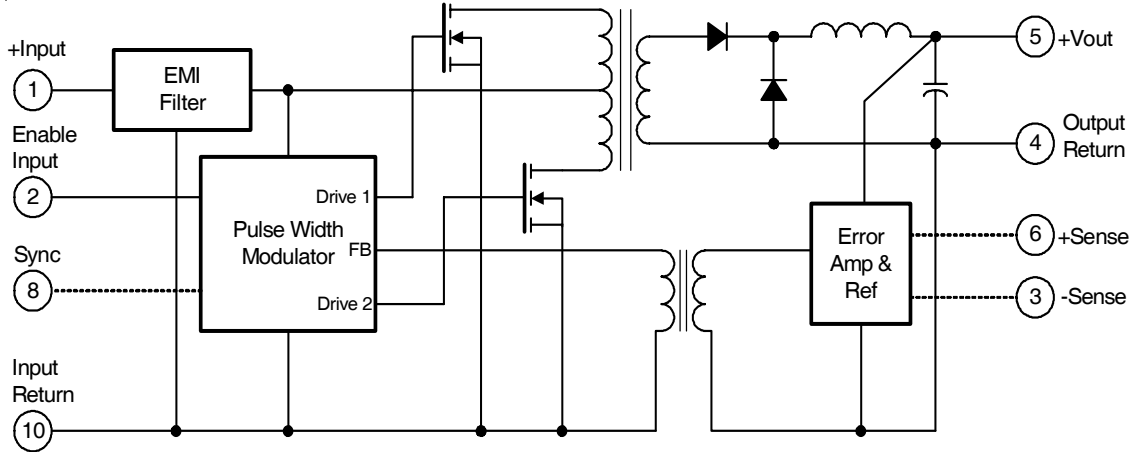 +Input
1
EMI
Filter
Enable
Input
2
Sync
8
Input
Return
10
Drive 1
Pulse Width
Modulator
FB
Drive 2
5
+Vout
4
Output
Return
Error
Amp &
Ref
6
+Sense
3
-Sense